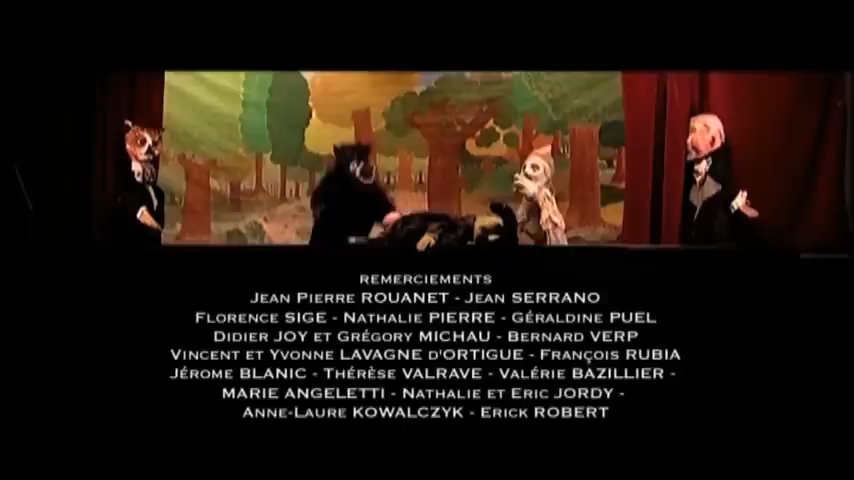 REMERCIEMENTS
JEAN PIERRE ROUANET - JEAN SERRANO
FLORENCE SIGE - NATHALIE PIERRE - GÉRALDINE PUEL
DIDIER JOY ET GRÉGORY MICHAU - BERNARD VERP
VINCENT ET YVONNE LAVAGNE D'ORTIGUE - FRANÇOIS RUBIA
JÉROME BLANIC - THÉRÈSE VALRAVE - VALÉRIE BAZILLIER -
MARIE ANGELETTI - NATHALIE ET ERIC JORDY -
ANNE-LAURE KOWALCZYK - ERICK ROBERT